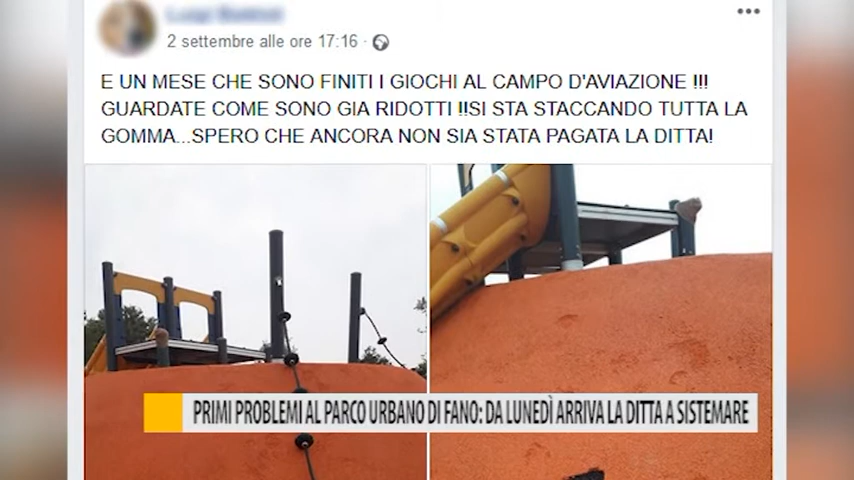 2 settembre alle ore 17:16 ·
E UN MESE CHE SONO FINITI I GIOCHI AL CAMPO D'AVIAZIONE !!!
GUARDATE COME SONO GIA RIDOTTI !!SI STA STACCANDO TUTTA LA
GOMMA...SPERO CHE ANCORA NON SIA STATA PAGATA LA DITTA!
PRIMI PROBLEMI AL PARCO URBANO DI FANO: DA LUNEDÌ ARRIVA LA DITTA A SISTEMARE